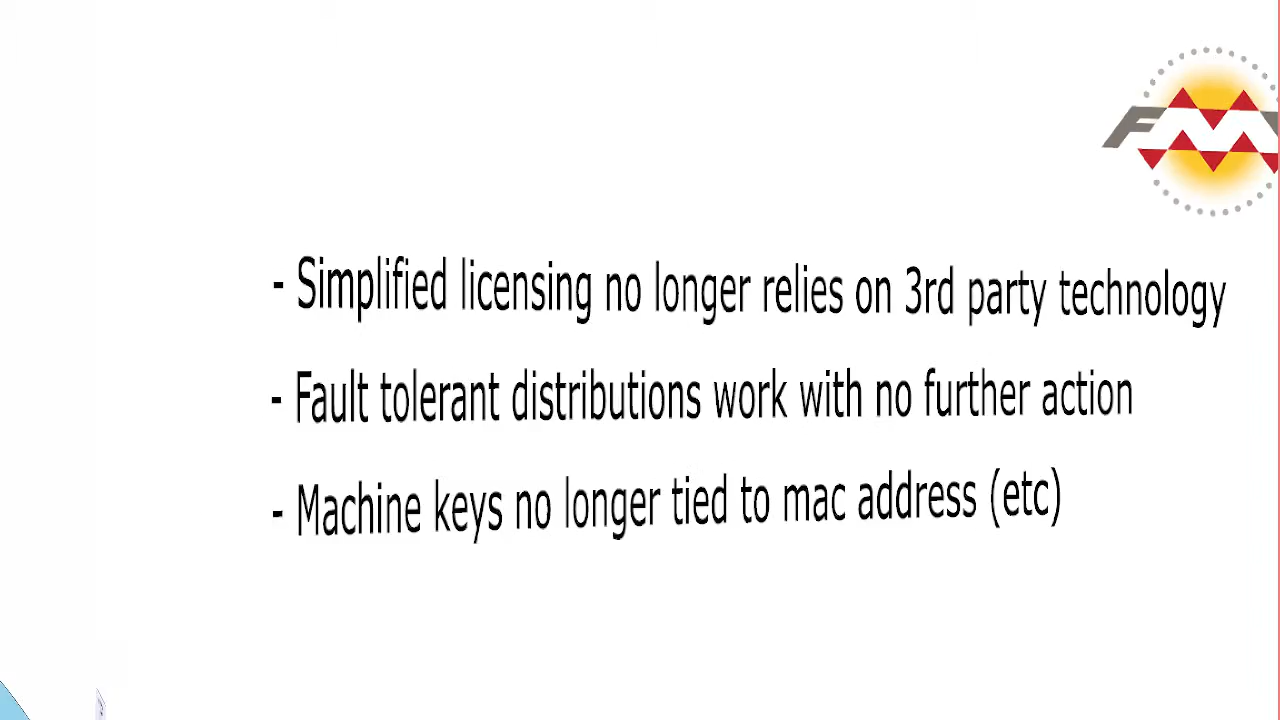 FM
- Simplified licensing no longer relies on 3rd party technology
- Fault tolerant distributions work with no further action
- Machine keys no longer tied to mac address (etc)